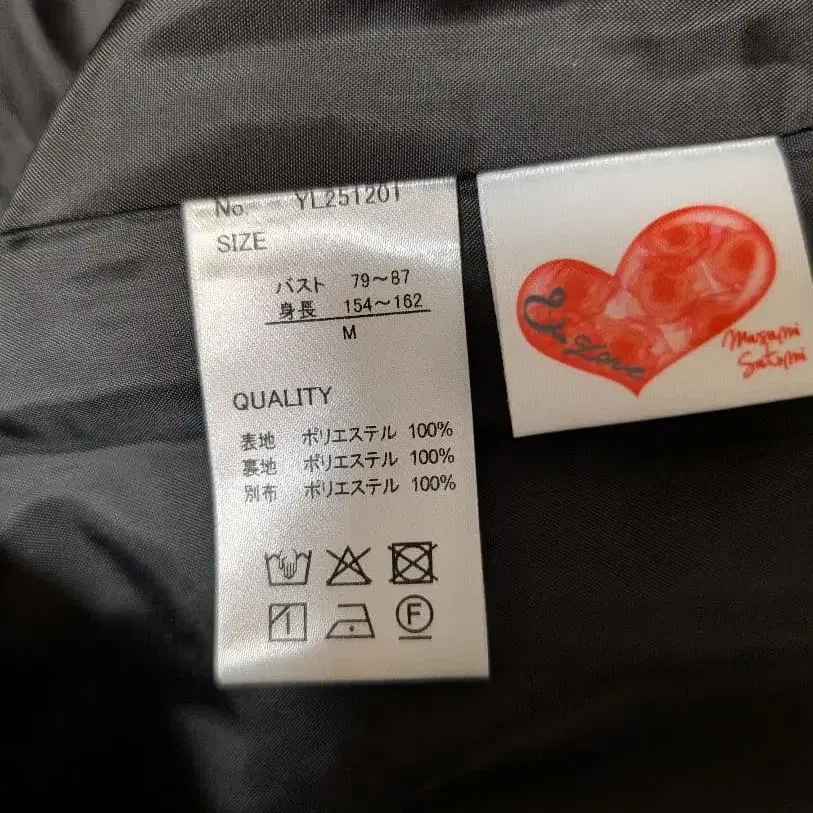 No. YL251201
SIZE
バスト 79～87
身長 154～162
M
QUALITY
表地 ポリエステル 100%
裏地 ポリエステル 100%
別布 ポリエステル 100%
F
Love
Masami
Satomi